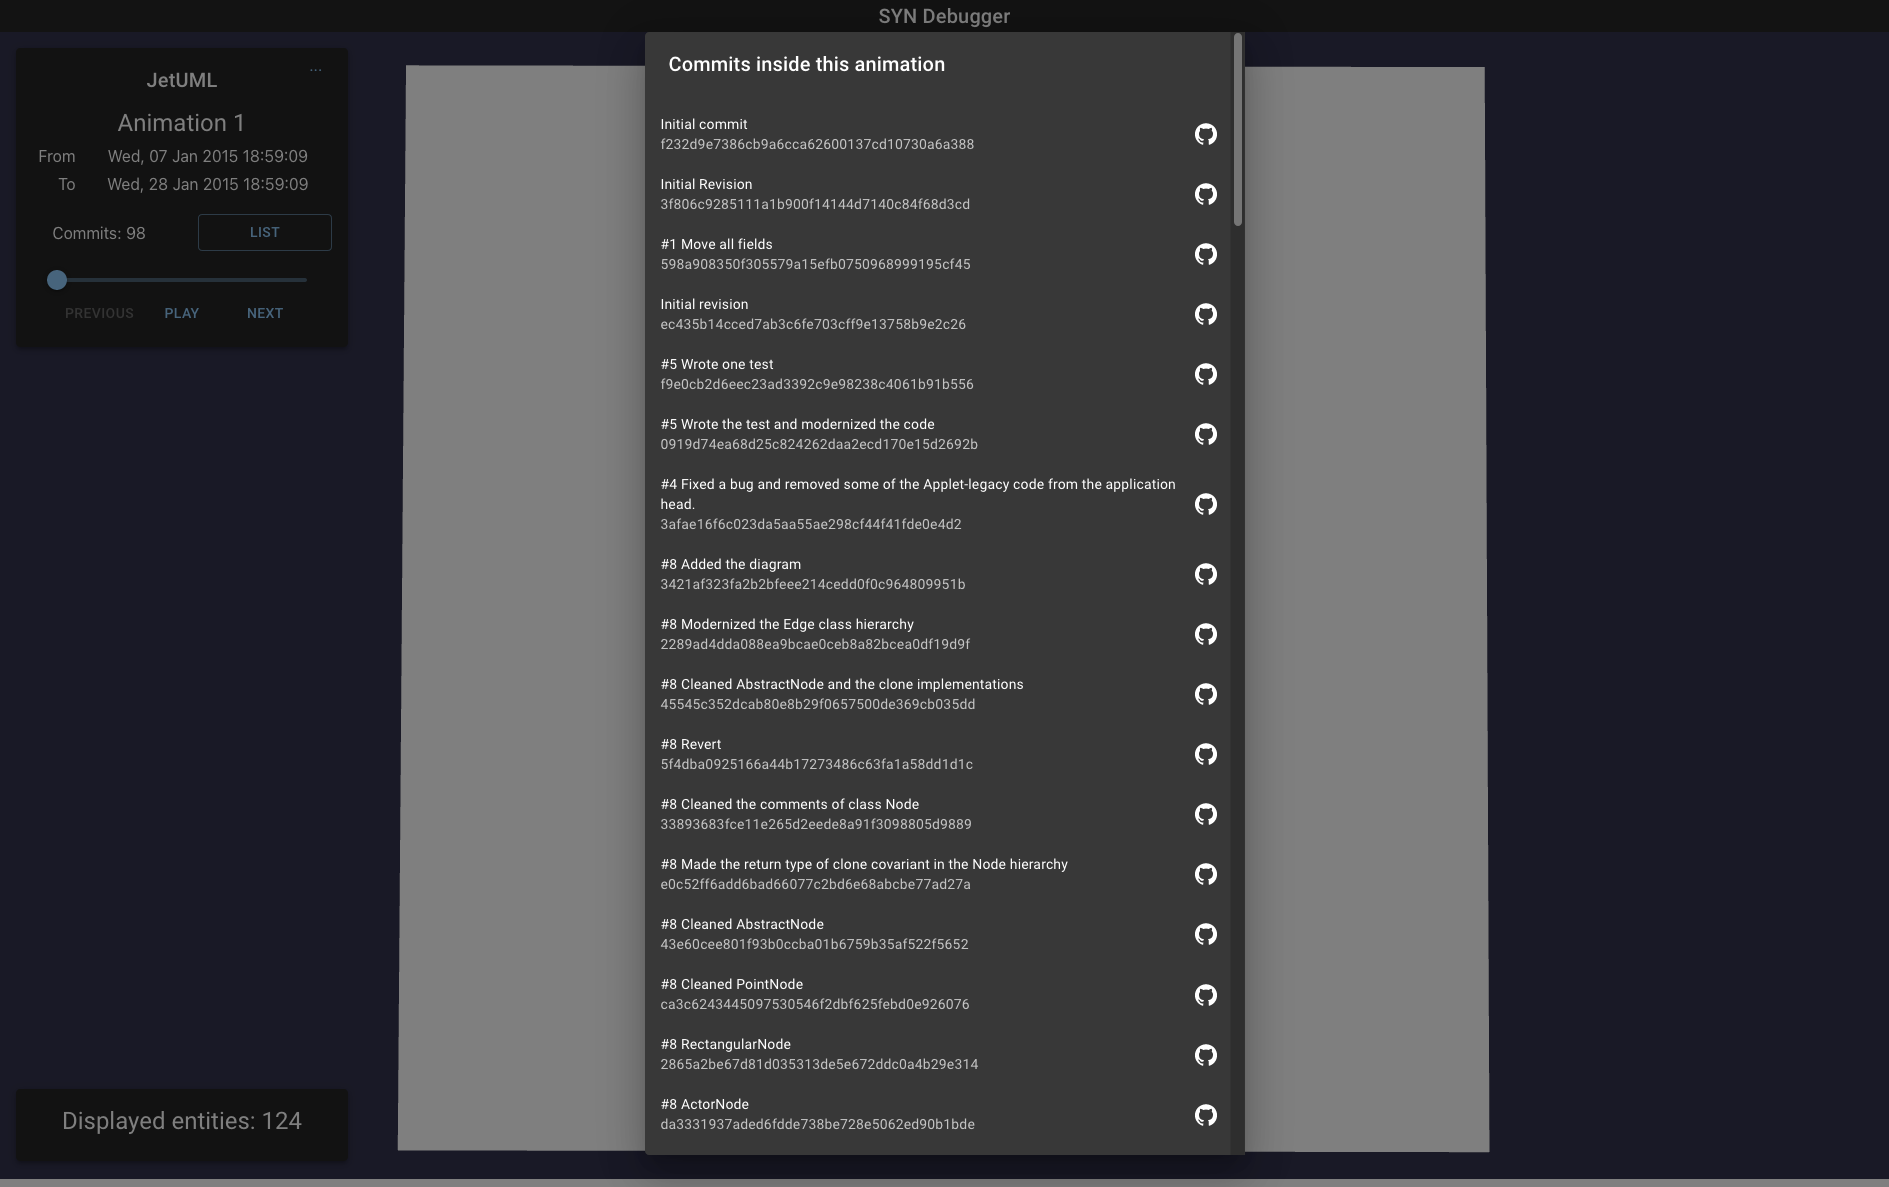 SYN Debugger
...
JetUML
Animation 1
From Wed, 07 Jan 2015 18:59:09
To Wed, 28 Jan 2015 18:59:09
Commits: 98 LIST
PREVIOUS PLAY NEXT
Displayed entities: 124
Commits inside this animation
Initial commit
f232d9e7386cb9a6cca62600137cd10730a6a388
Initial Revision
3f806c9285111a1b900f14144d7140c84f68d3cd
#1 Move all fields
598a908350f305579a15efb0750968999195cf45
Initial revision
ec435b14cced7ab3c6fe703cff9e13758b9e2c26
#5 Wrote one test
f9e0cb2d6eec23ad3392c9e98238c4061b91b556
#5 Wrote the test and modernized the code
0919d74ea68d25c824262daa2ecd170e15d2692b
#4 Fixed a bug and removed some of the Applet-legacy code from the application
head.
3afae16f6c023da5aa55ae298cf44f41fde0e4d2
#8 Added the diagram
3421af323fa2b2bfeee214cedd0f0c964809951b
#8 Modernized the Edge class hierarchy
2289ad4dda088ea9bcae0ceb8a82bcea0df19d9f
#8 Cleaned AbstractNode and the clone implementations
45545c352dcab80e8b29f0657500de369cb035dd
#8 Revert
5f4dba0925166a44b17273486c63fa1a58dd1d1c
#8 Cleaned the comments of class Node
33893683fce11e265d2eede8a91f3098805d9889
#8 Made the return type of clone covariant in the Node hierarchy
e0c52ff6add6bad66077c2bd6e68abcbe77ad27a
#8 Cleaned AbstractNode
43e60cee801f93b0ccba01b6759b35af522f5652
#8 Cleaned PointNode
ca3c6243445097530546f2dbf625febd0e926076
#8 RectangularNode
2865a2be67d81d035313de5e672ddc0a4b29e314
#8 ActorNode
da3331937aded6fdde738be728e5062ed90b1bde